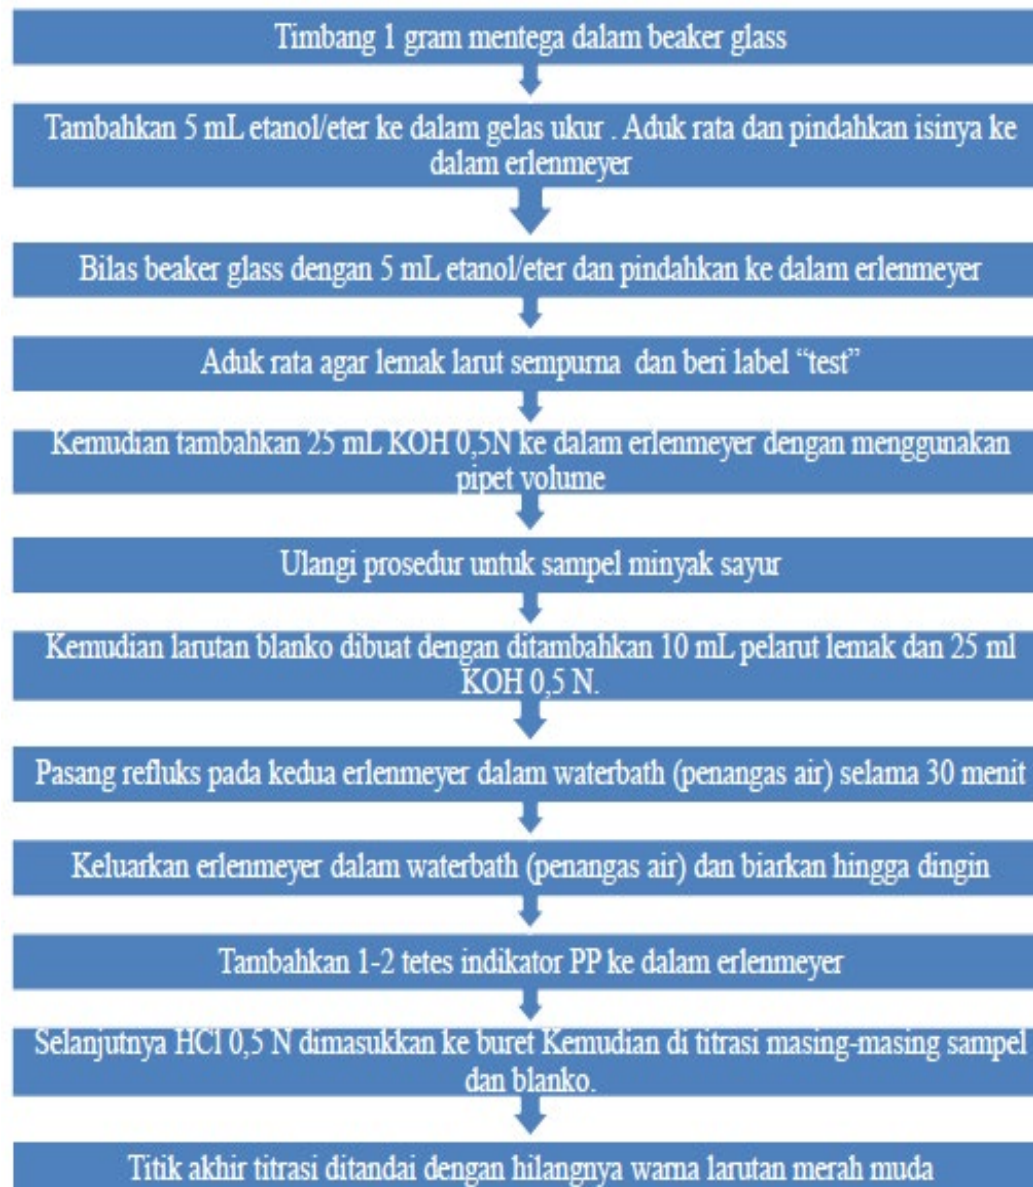 Timbang 1 gram mentega dalam beaker glass
Tambahkan 5 mL etanol/eter ke dalam gelas ukur . Aduk rata dan pindahkan isinya ke
dalam erlenmeyer
Bilas beaker glass dengan 5 mL etanol/eter dan pindahkan ke dalam erlenmeyer
Aduk rata agar lemak larut sempurna  dan beri label “test”
Kemudian tambahkan 25 mL KOH 0,5N ke dalam erlenmeyer dengan menggunakan
pipet volume
Ulangi prosedur untuk sampel minyak sayur
Kemudian larutan blanko dibuat dengan ditambahkan 10 mL pelarut lemak dan 25 ml
KOH 0,5 N.
Pasang refluks pada kedua erlenmeyer dalam waterbath (penangas air) selama 30 menit
Keluarkan erlenmeyer dalam waterbath (penangas air) dan biarkan hingga dingin
Tambahkan 1-2 tetes indikator PP ke dalam erlenmeyer
Selanjutnya HCl 0,5 N dimasukkan ke buret Kemudian di titrasi masing-masing sampel
dan blanko.
Titik akhir titrasi ditandai dengan hilangnya warna larutan merah muda